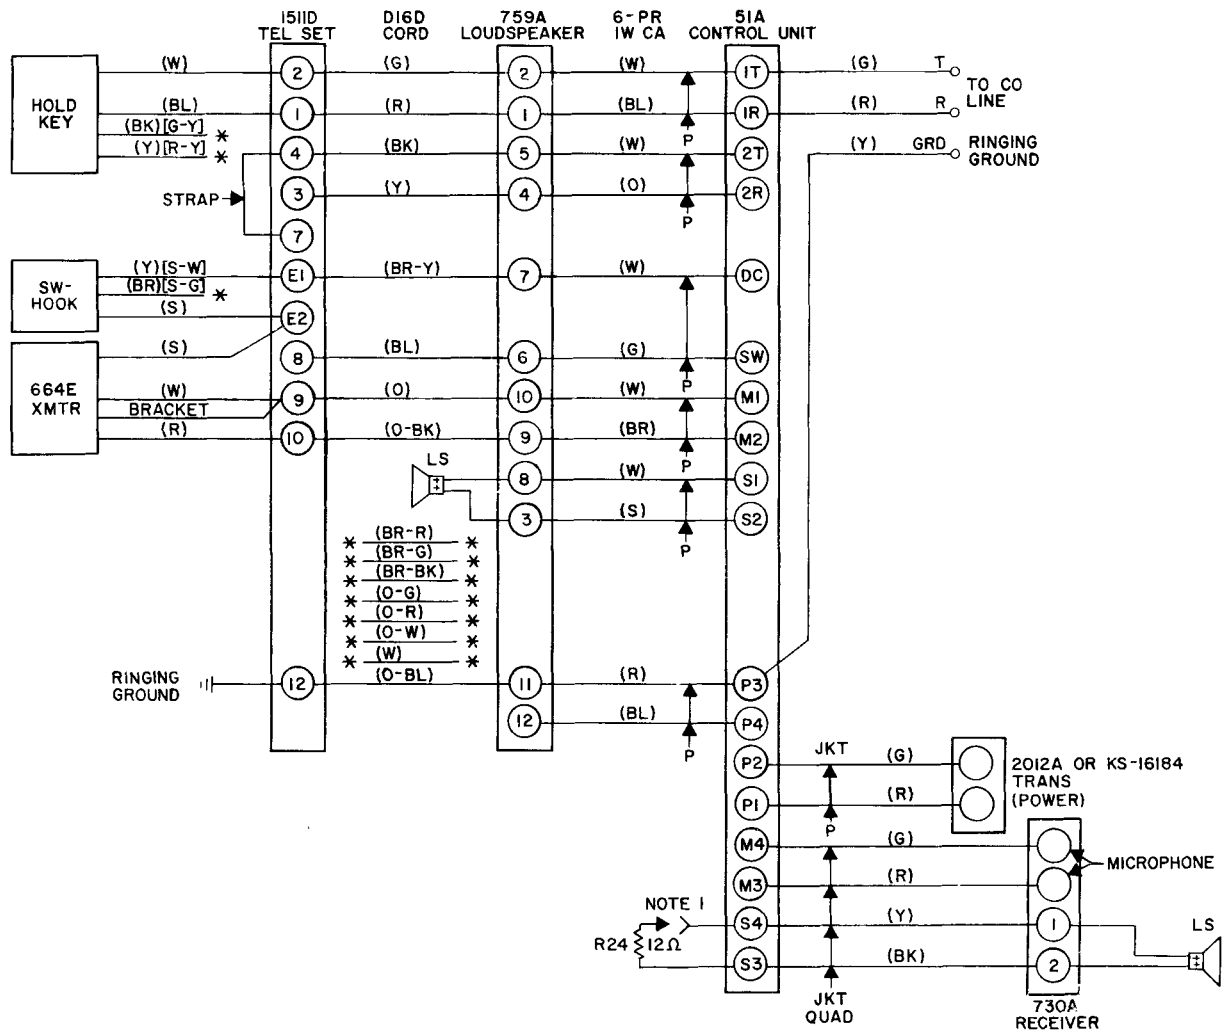 1511D
TEL SET
D16D
CORD
759A
LOUDSPEAKER
6-PR
1W CA
51A
CONTROL UNIT
HOLD
KEY
(W)
2
(G)
2
(W)
1T
(G)
T
TO CO
LINE
(BL)
1
(R)
1
(BL)
1R
(R)
R
P
(BK)[G-Y] *
(Y)[R-Y] *
4
(BK)
5
(W)
2T
(Y)
GRD
RINGING
GROUND
STRAP
3
(Y)
4
(O)
2R
P
7
SW-
HOOK
(Y)[S-W]
E1
(BR-Y)
7
(W)
DC
(BR)[S-G] *
(S)
E2
664E
XMTR
(S)
8
(BL)
6
(G)
SW
P
(W)
9
(O)
10
(W)
M1
BRACKET
(R)
10
(O-BK)
9
(BR)
M2
P
LS
8
(W)
S1
3
(S)
S2
P
* (BR-R) *
* (BR-G) *
* (BR-BK) *
* (O-G) *
* (O-R) *
* (O-W) *
* (W) *
RINGING
GROUND
12
(O-BL)
11
(R)
P3
12
(BL)
P4
P
P2
JKT
(G)
2012A OR KS-16184
TRANS
(POWER)
P1
(R)
P
M4
(G)
MICROPHONE
M3
(R)
NOTE 1
S4
(Y)
1
LS
R24
12Ω
S3
(BK)
2
JKT
QUAD
730A
RECEIVER